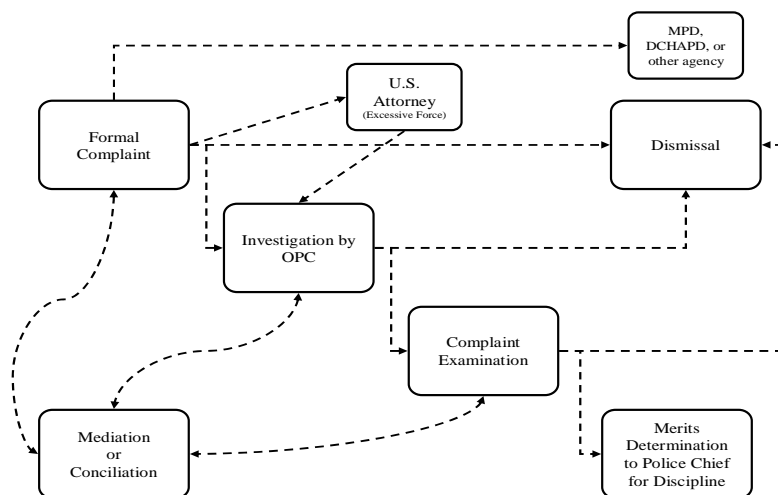 MPD,
DCHAPD, or
other agency
U.S.
Attorney
(Excessive Force)
Formal
Complaint
Dismissal
Investigation by
OPC
Complaint
Examination
Mediation
or
Conciliation
Merits
Determination
to Police Chief
for Discipline